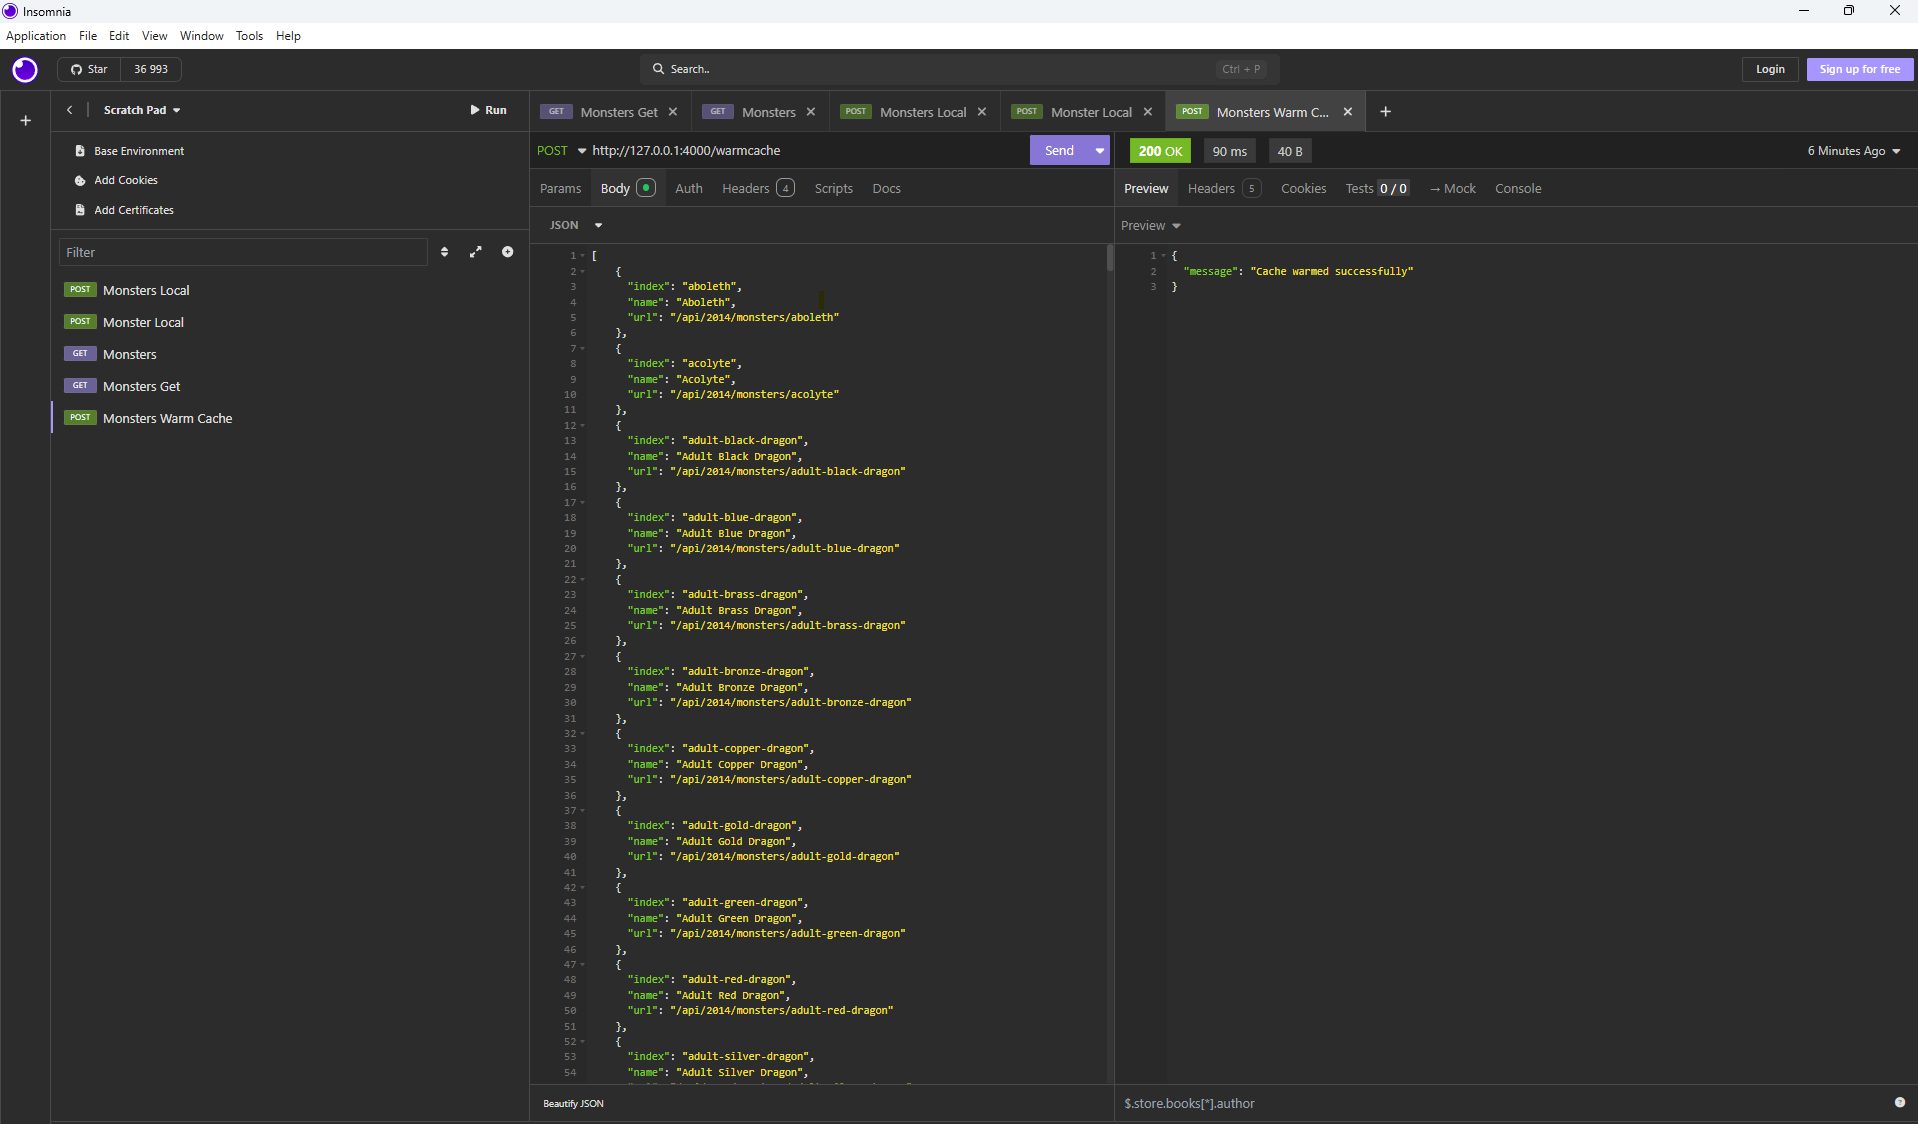 Insomnia
Application File Edit View Window Tools Help
Star 36 993
Search..
Ctrl + P
Login
Sign up for free
Scratch Pad
Run
GET Monsters Get
GET Monsters
POST Monsters Local
POST Monster Local
POST Monsters Warm C...
Base Environment
Add Cookies
Add Certificates
Filter
POST Monsters Local
POST Monster Local
GET Monsters
GET Monsters Get
POST Monsters Warm Cache
POST http://127.0.0.1:4000/warmcache
Send
Params Body Auth Headers 4 Scripts Docs
JSON
1 [
2 {
3 "index": "aboleth",
4 "name": "Aboleth",
5 "url": "/api/2014/monsters/aboleth"
6 },
7 {
8 "index": "acolyte",
9 "name": "Acolyte",
10 "url": "/api/2014/monsters/acolyte"
11 },
12 {
13 "index": "adult-black-dragon",
14 "name": "Adult Black Dragon",
15 "url": "/api/2014/monsters/adult-black-dragon"
16 },
17 {
18 "index": "adult-blue-dragon",
19 "name": "Adult Blue Dragon",
20 "url": "/api/2014/monsters/adult-blue-dragon"
21 },
22 {
23 "index": "adult-brass-dragon",
24 "name": "Adult Brass Dragon",
25 "url": "/api/2014/monsters/adult-brass-dragon"
26 },
27 {
28 "index": "adult-bronze-dragon",
29 "name": "Adult Bronze Dragon",
30 "url": "/api/2014/monsters/adult-bronze-dragon"
31 },
32 {
33 "index": "adult-copper-dragon",
34 "name": "Adult Copper Dragon",
35 "url": "/api/2014/monsters/adult-copper-dragon"
36 },
37 {
38 "index": "adult-gold-dragon",
39 "name": "Adult Gold Dragon",
40 "url": "/api/2014/monsters/adult-gold-dragon"
41 },
42 {
43 "index": "adult-green-dragon",
44 "name": "Adult Green Dragon",
45 "url": "/api/2014/monsters/adult-green-dragon"
46 },
47 {
48 "index": "adult-red-dragon",
49 "name": "Adult Red Dragon",
50 "url": "/api/2014/monsters/adult-red-dragon"
51 },
52 {
53 "index": "adult-silver-dragon",
54 "name": "Adult Silver Dragon",
Beautify JSON
200 OK 90 ms 40 B
6 Minutes Ago
Preview Headers 5 Cookies Tests 0 / 0 → Mock Console
Preview
1 {
2 "message": "Cache warmed successfully"
3 }
$.store.books[*].author